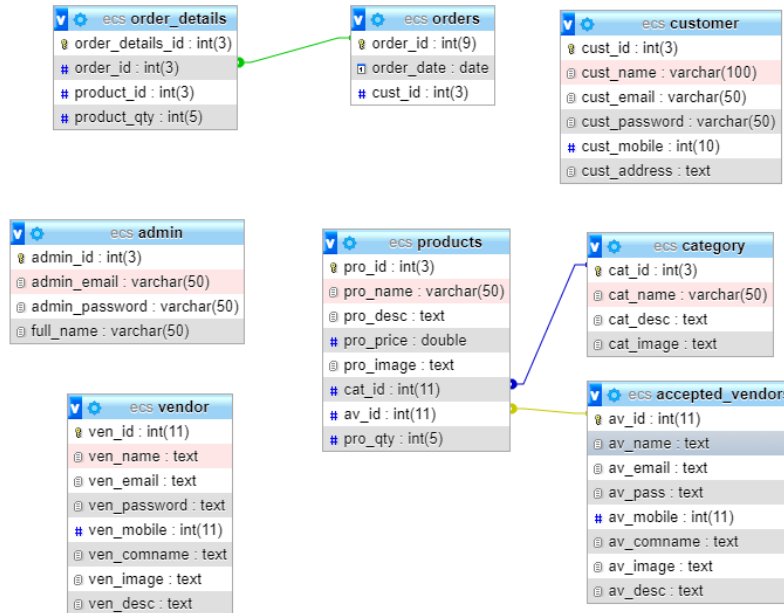 ecs order_details
order_details_id : int(3)
order_id : int(3)
product_id : int(3)
product_qty : int(5)
ecs orders
order_id : int(9)
order_date : date
cust_id : int(3)
ecs customer
cust_id : int(3)
cust_name : varchar(100)
cust_email : varchar(50)
cust_password : varchar(50)
cust_mobile : int(10)
cust_address : text
ecs admin
admin_id : int(3)
admin_email : varchar(50)
admin_password : varchar(50)
full_name : varchar(50)
ecs products
pro_id : int(3)
pro_name : varchar(50)
pro_desc : text
pro_price : double
pro_image : text
cat_id : int(11)
av_id : int(11)
pro_qty : int(5)
ecs category
cat_id : int(3)
cat_name : varchar(50)
cat_desc : text
cat_image : text
ecs vendor
ven_id : int(11)
ven_name : text
ven_email : text
ven_password : text
ven_mobile : int(11)
ven_comname : text
ven_image : text
ven_desc : text
ecs accepted_vendors
av_id : int(11)
av_name : text
av_email : text
av_pass : text
av_mobile : int(11)
av_comname : text
av_image : text
av_desc : text